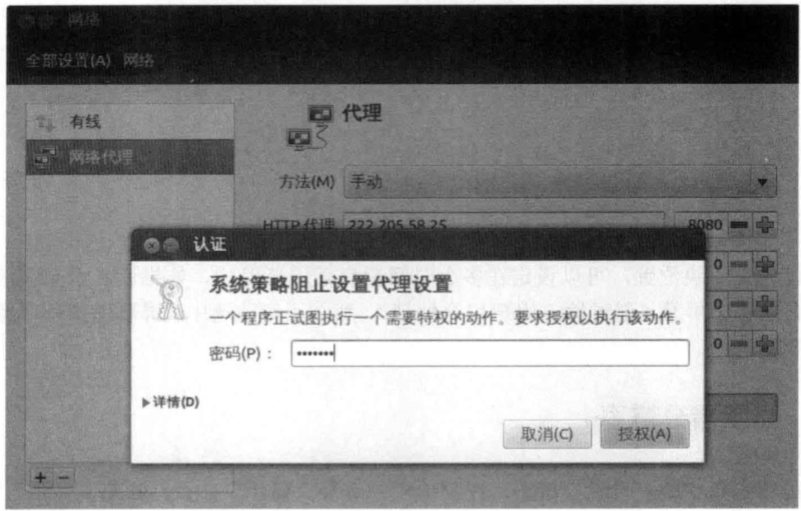 网络
全部设置(A) 网络
有线
网络代理
代理
方法(M) 手动
HTTP 代理 222.205.58.25 8080
0
0
0
认证
系统策略阻止设置代理设置
一个程序正试图执行一个需要特权的动作。要求授权以执行该动作。
密码(P)： •••••••
详情(D)
取消(C) 授权(A)